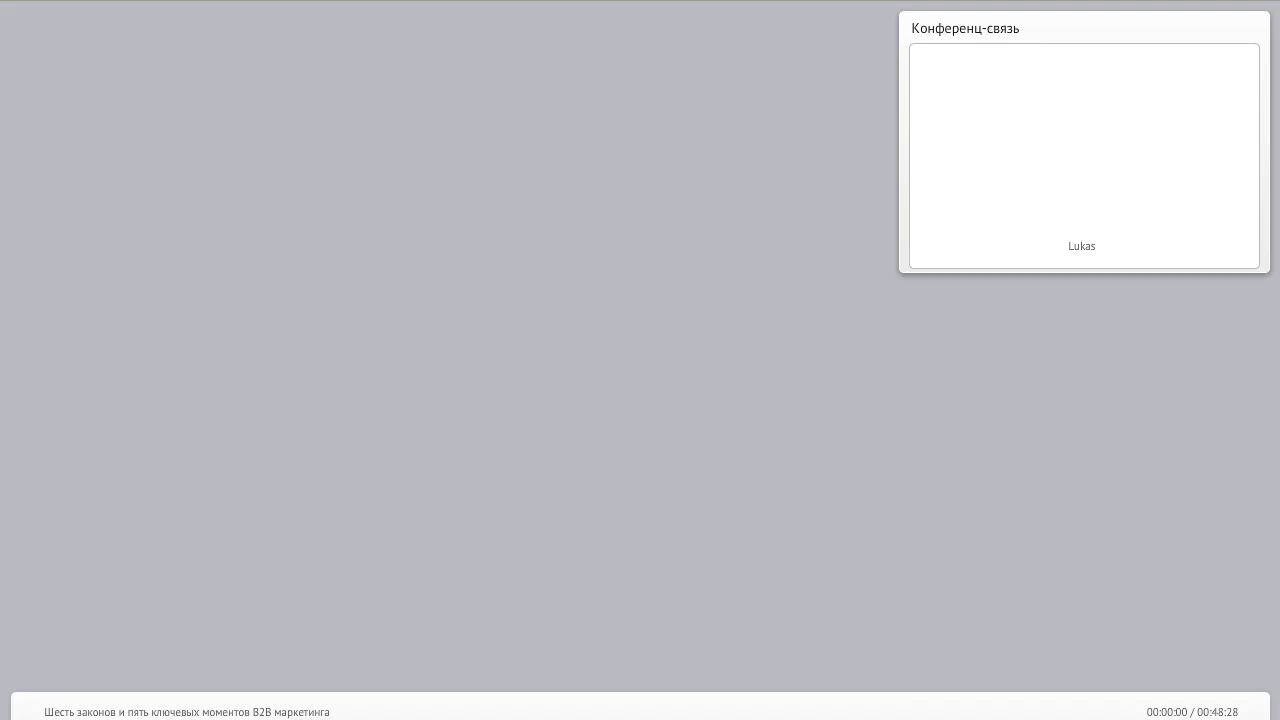 Конференц-связь
Lukas
Шесть законов и пять ключевых моментов B2B маркетинга
00:00:00 / 00:48:28